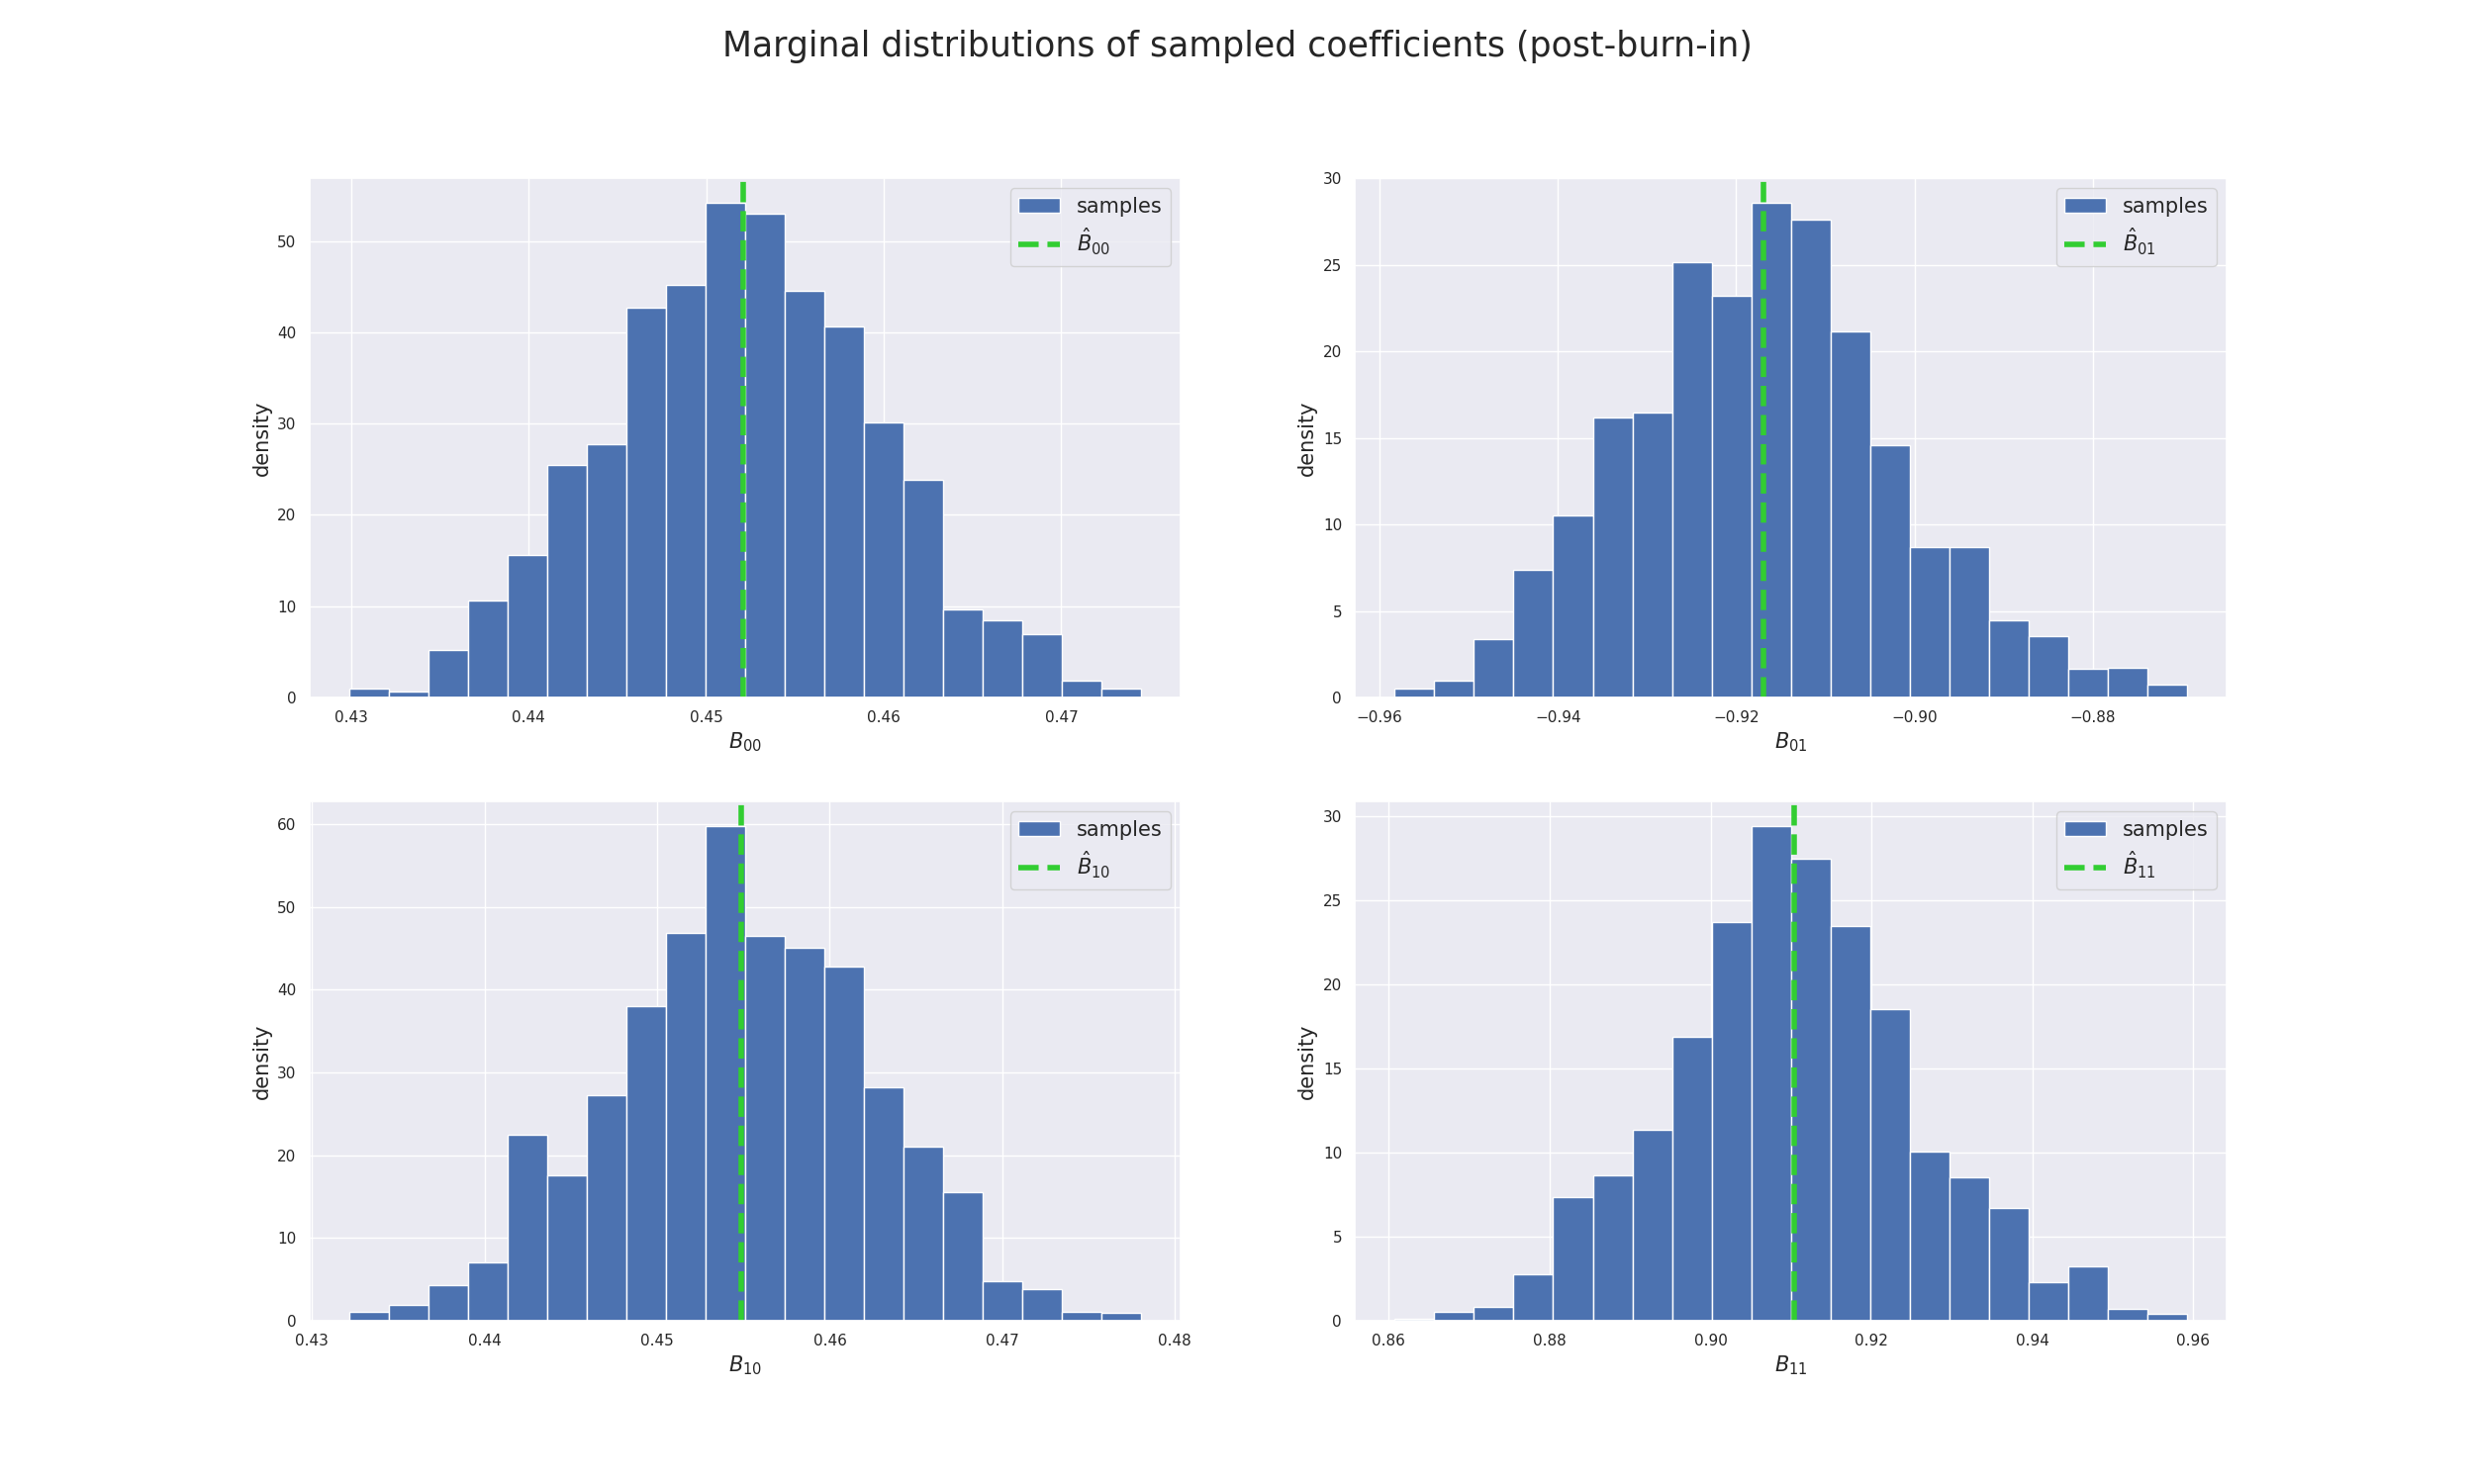 Marginal distributions of sampled coefficients (post-burn-in)
samples
B̂₀₀
density
50
40
30
20
10
0
0.43 0.44 0.45 0.46 0.47
B₀₀
samples
B̂₀₁
density
30
25
20
15
10
5
0
−0.96 −0.94 −0.92 −0.90 −0.88
B₀₁
samples
B̂₁₀
density
60
50
40
30
20
10
0
0.43 0.44 0.45 0.46 0.47 0.48
B₁₀
samples
B̂₁₁
density
30
25
20
15
10
5
0
0.86 0.88 0.90 0.92 0.94 0.96
B₁₁